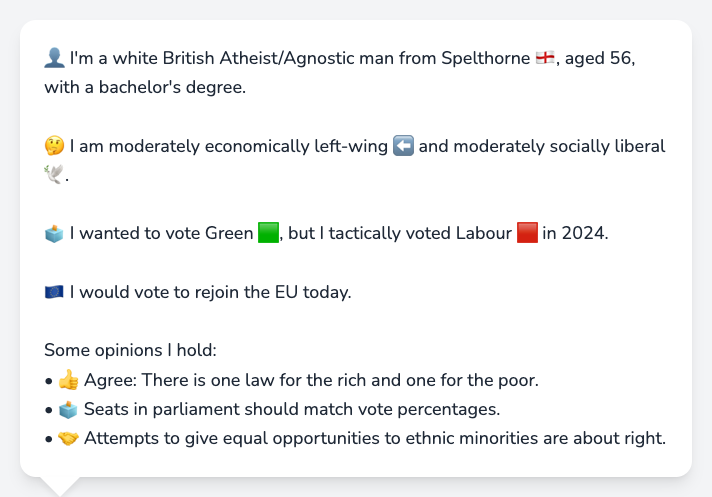 👤 I'm a white British Atheist/Agnostic man from Spelthorne 🏴󠁧󠁢󠁥󠁮󠁧󠁿, aged 56,
with a bachelor's degree.
🤔 I am moderately economically left-wing ⬅️ and moderately socially liberal
🕊️.
🗳️ I wanted to vote Green 🟩, but I tactically voted Labour 🟥 in 2024.
🇪🇺 I would vote to rejoin the EU today.
Some opinions I hold:
• 👍 Agree: There is one law for the rich and one for the poor.
• 🗳️ Seats in parliament should match vote percentages.
• 🤝 Attempts to give equal opportunities to ethnic minorities are about right.